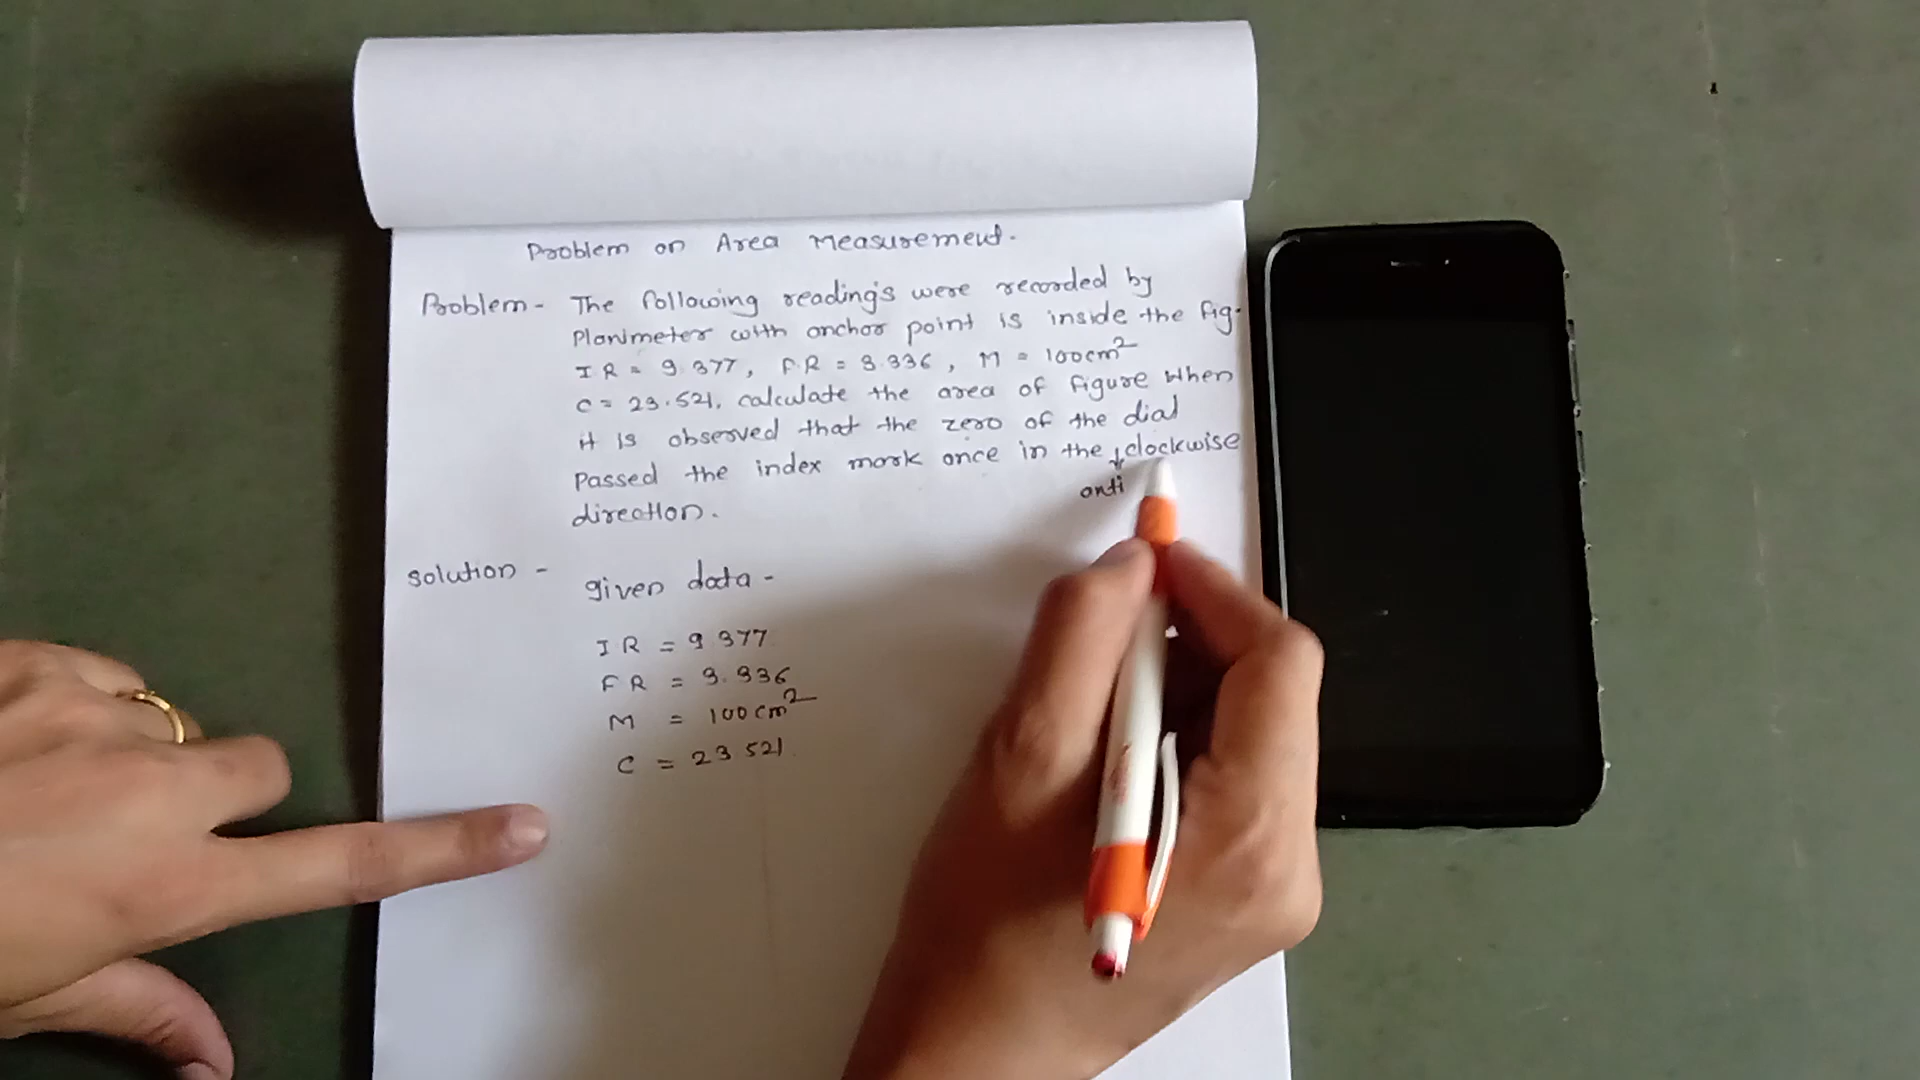 Problem on Area Measurement.
Problem - The following reading's were recorded by
Planimeter with anchor point is inside the fig.
I R = 9.377, F.R = 3.336, M = 100cm²
C = 23.521, calculate the area of figure when
it is observed that the zero of the dial
Passed the index mark once in the clockwise
anti
direction.
Solution - given data -
I R = 9 377
F R = 3.336
M = 100 cm²
C = 23 521